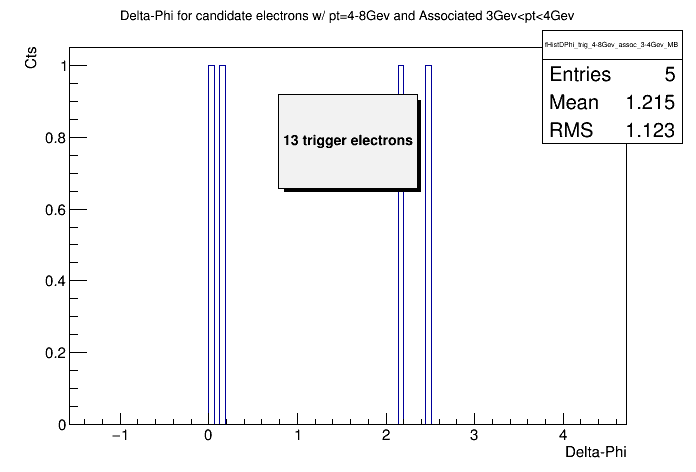 Delta-Phi for candidate electrons w/ pt=4-8Gev and Associated 3Gev<pt<4Gev
fHistDPhi_trig_4-8Gev_assoc_3-4Gev_MB
Entries 5
Mean 1.215
RMS 1.123
Cts
1
0.8
0.6
0.4
0.2
0
13 trigger electrons
−1 0 1 2 3 4
Delta-Phi